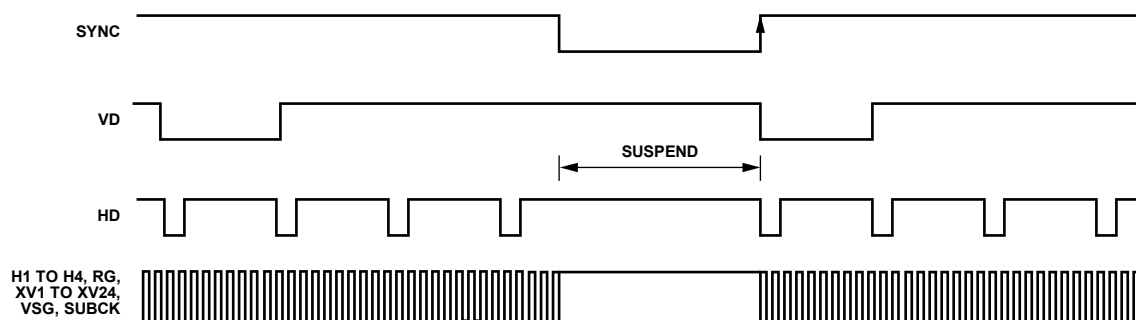 SYNC
VD
SUSPEND
HD
H1 TO H4, RG,
XV1 TO XV24,
VSG, SUBCK